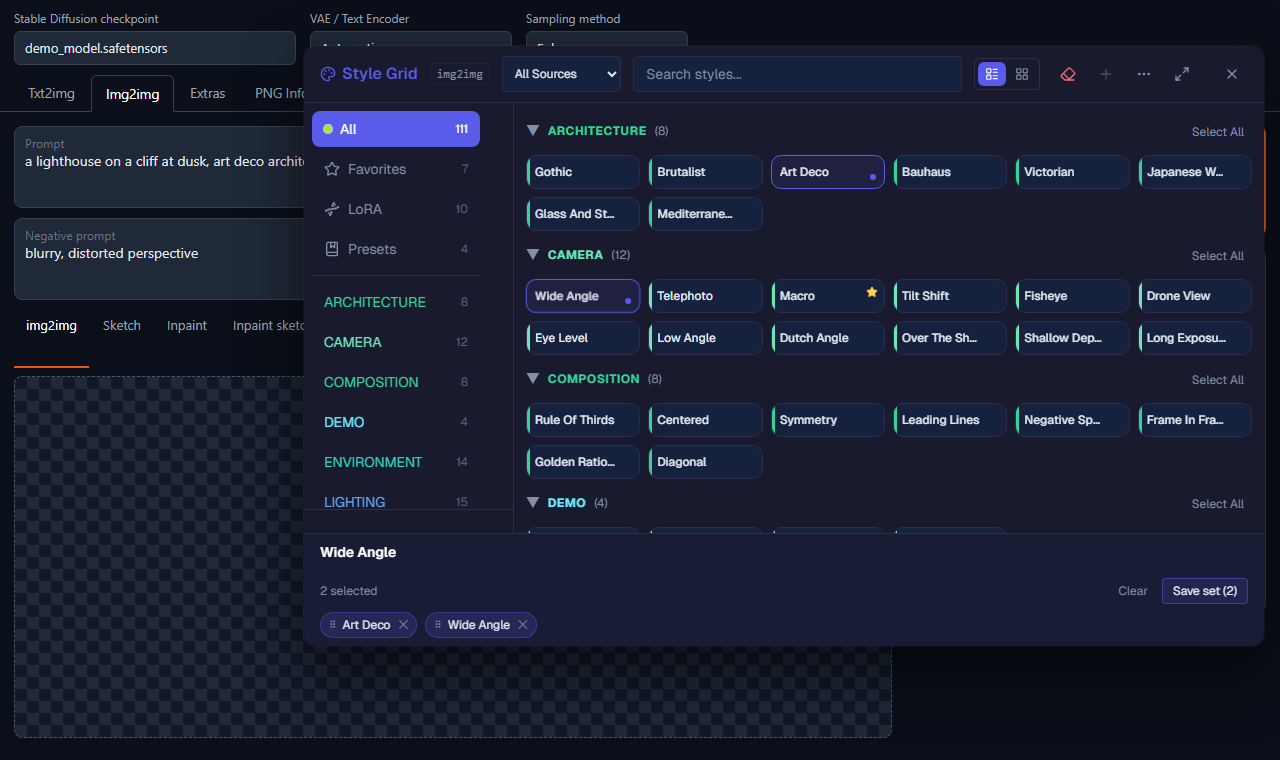 Stable Diffusion checkpoint
VAE / Text Encoder
Sampling method
demo_model.safetensors
Txt2img
Img2img
Extras
PNG Info
Prompt
a lighthouse on a cliff at dusk, art deco
Negative prompt
blurry, distorted perspective
img2img
Sketch
Inpaint
Inpaint
Style Grid
img2img
All Sources
Search styles...
All 111
Favorites 7
LoRA 10
Presets 4
ARCHITECTURE 8
CAMERA 12
COMPOSITION 8
DEMO 4
ENVIRONMENT 14
LIGHTING 15
ARCHITECTURE (8) Select All
Gothic Brutalist Art Deco Bauhaus Victorian Japanese W...
Glass And St... Mediterrane...
CAMERA (12) Select All
Wide Angle Telephoto Macro Tilt Shift Fisheye Drone View
Eye Level Low Angle Dutch Angle Over The Sh... Shallow Dep... Long Exposu...
COMPOSITION (8) Select All
Rule Of Thirds Centered Symmetry Leading Lines Negative Sp... Frame In Fra...
Golden Ratio... Diagonal
DEMO (4) Select All
Wide Angle
2 selected Clear Save set (2)
Art Deco Wide Angle